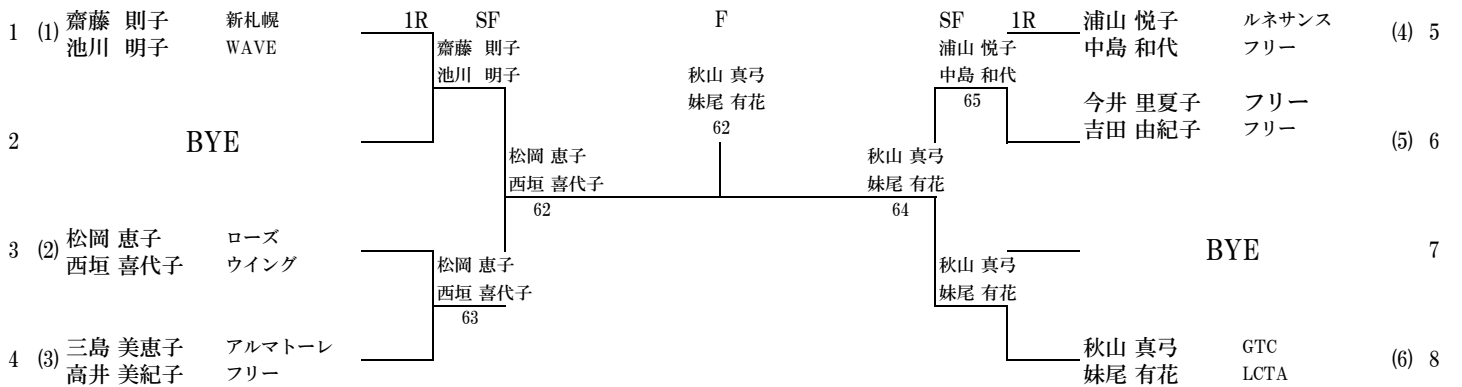 1R SF F SF 1R
1 (1) 齋藤 則子 新札幌
池川 明子 WAVE
齋藤 則子
池川 明子
2 BYE
松岡 恵子
西垣 喜代子
62
3 (2) 松岡 恵子 ローズ
西垣 喜代子 ウイング
松岡 恵子
西垣 喜代子
63
4 (3) 三島 美恵子 アルマトーレ
高井 美紀子 フリー
秋山 真弓
妹尾 有花
62
浦山 悦子 ルネサンス (4) 5
中島 和代 フリー
浦山 悦子
中島 和代
65
今井 里夏子 フリー
吉田 由紀子 フリー (5) 6
秋山 真弓
妹尾 有花
64
BYE 7
秋山 真弓
妹尾 有花
秋山 真弓 GTC (6) 8
妹尾 有花 LCTA